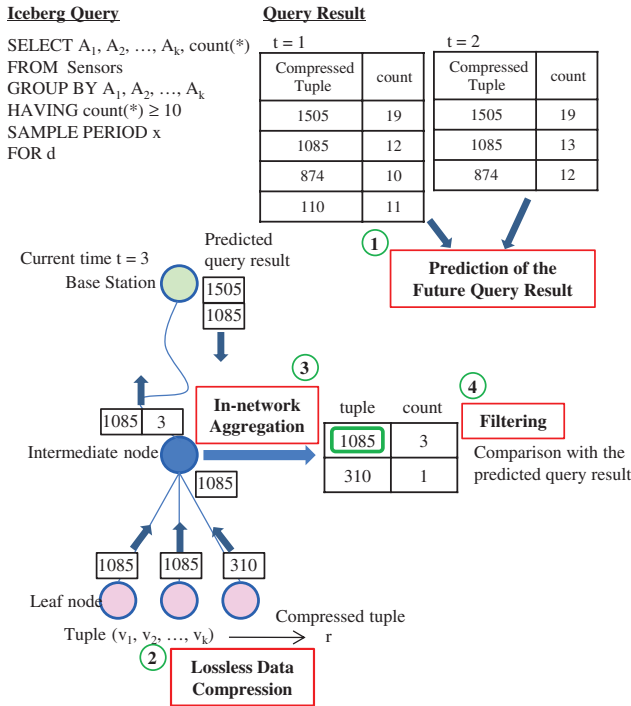 Iceberg Query
SELECT A1, A2, …, Ak, count(*)
FROM Sensors
GROUP BY A1, A2, …, Ak
HAVING count(*) ≥ 10
SAMPLE PERIOD x
FOR d
Query Result
t = 1
Compressed Tuple count
1505 19
1085 12
874 10
110 11
t = 2
Compressed Tuple count
1505 19
1085 13
874 12
1
Prediction of the
Future Query Result
Current time t = 3
Base Station
Predicted
query result
1505
1085
3
In-network
Aggregation
1085 3
Intermediate node
1085
tuple count
1085 3
310 1
4
Filtering
Comparison with the
predicted query result
1085 1085 310
Leaf node
Tuple (v1, v2, …, vk)
Compressed tuple
r
2
Lossless Data
Compression